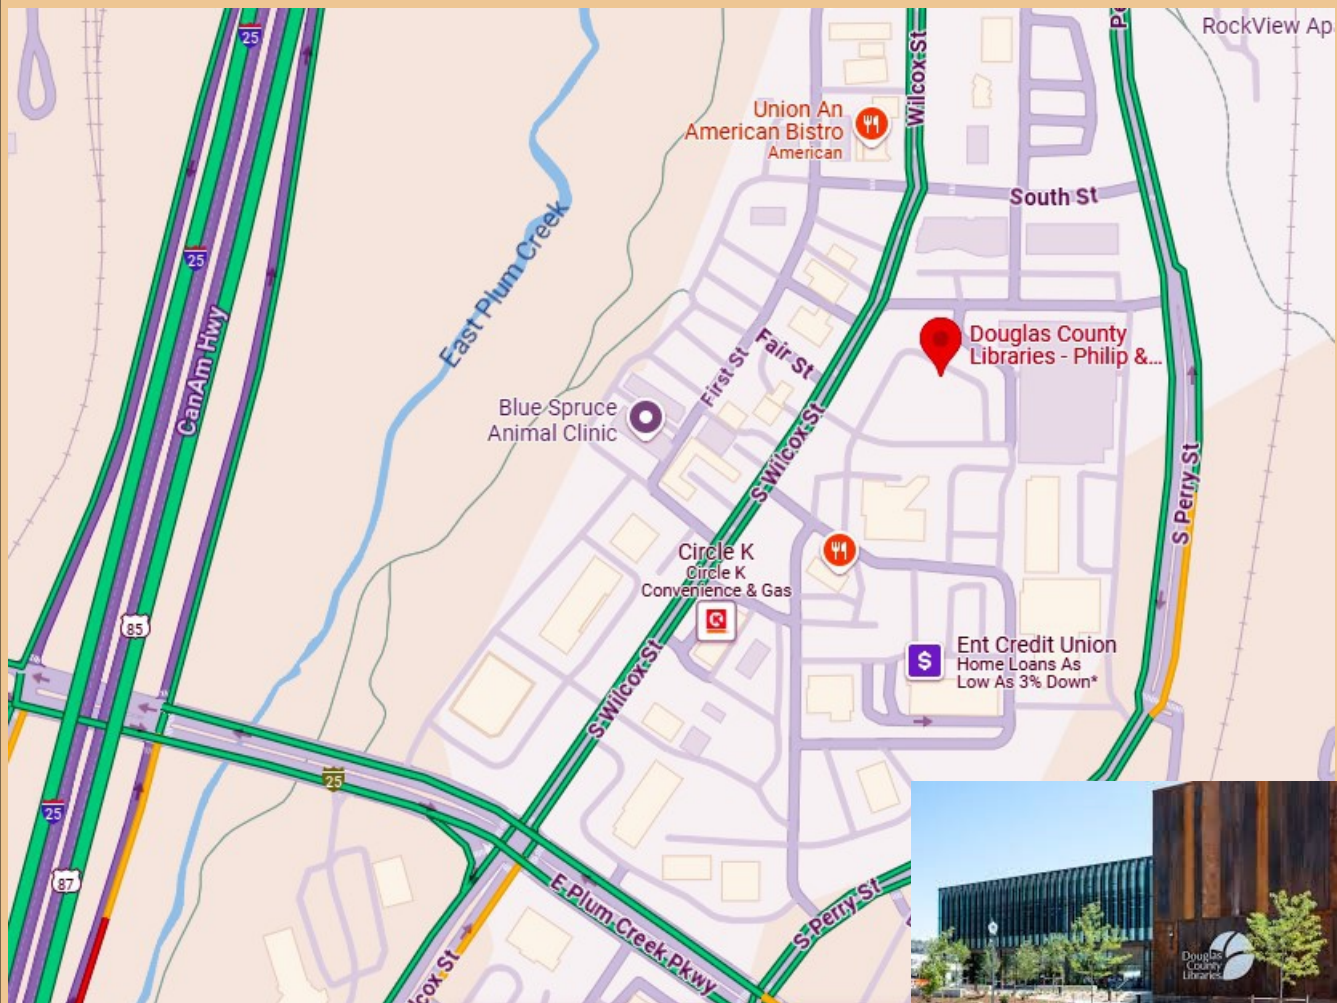 25
RockView Ap
Wilcox St
Pe
Union An
American Bistro
American
South St
25
East Plum Creek
CanAm Hwy
Douglas County
Libraries - Philip &...
Fair St
First St
Blue Spruce
Animal Clinic
S Wilcox St
S Perry St
Circle K
Circle K
Convenience & Gas
85
Ent Credit Union
Home Loans As
Low As 3% Down*
S Wilcox St
25
25
87
E Plum Creek Pkwy
S Perry St
cox St
Douglas
County
Libraries